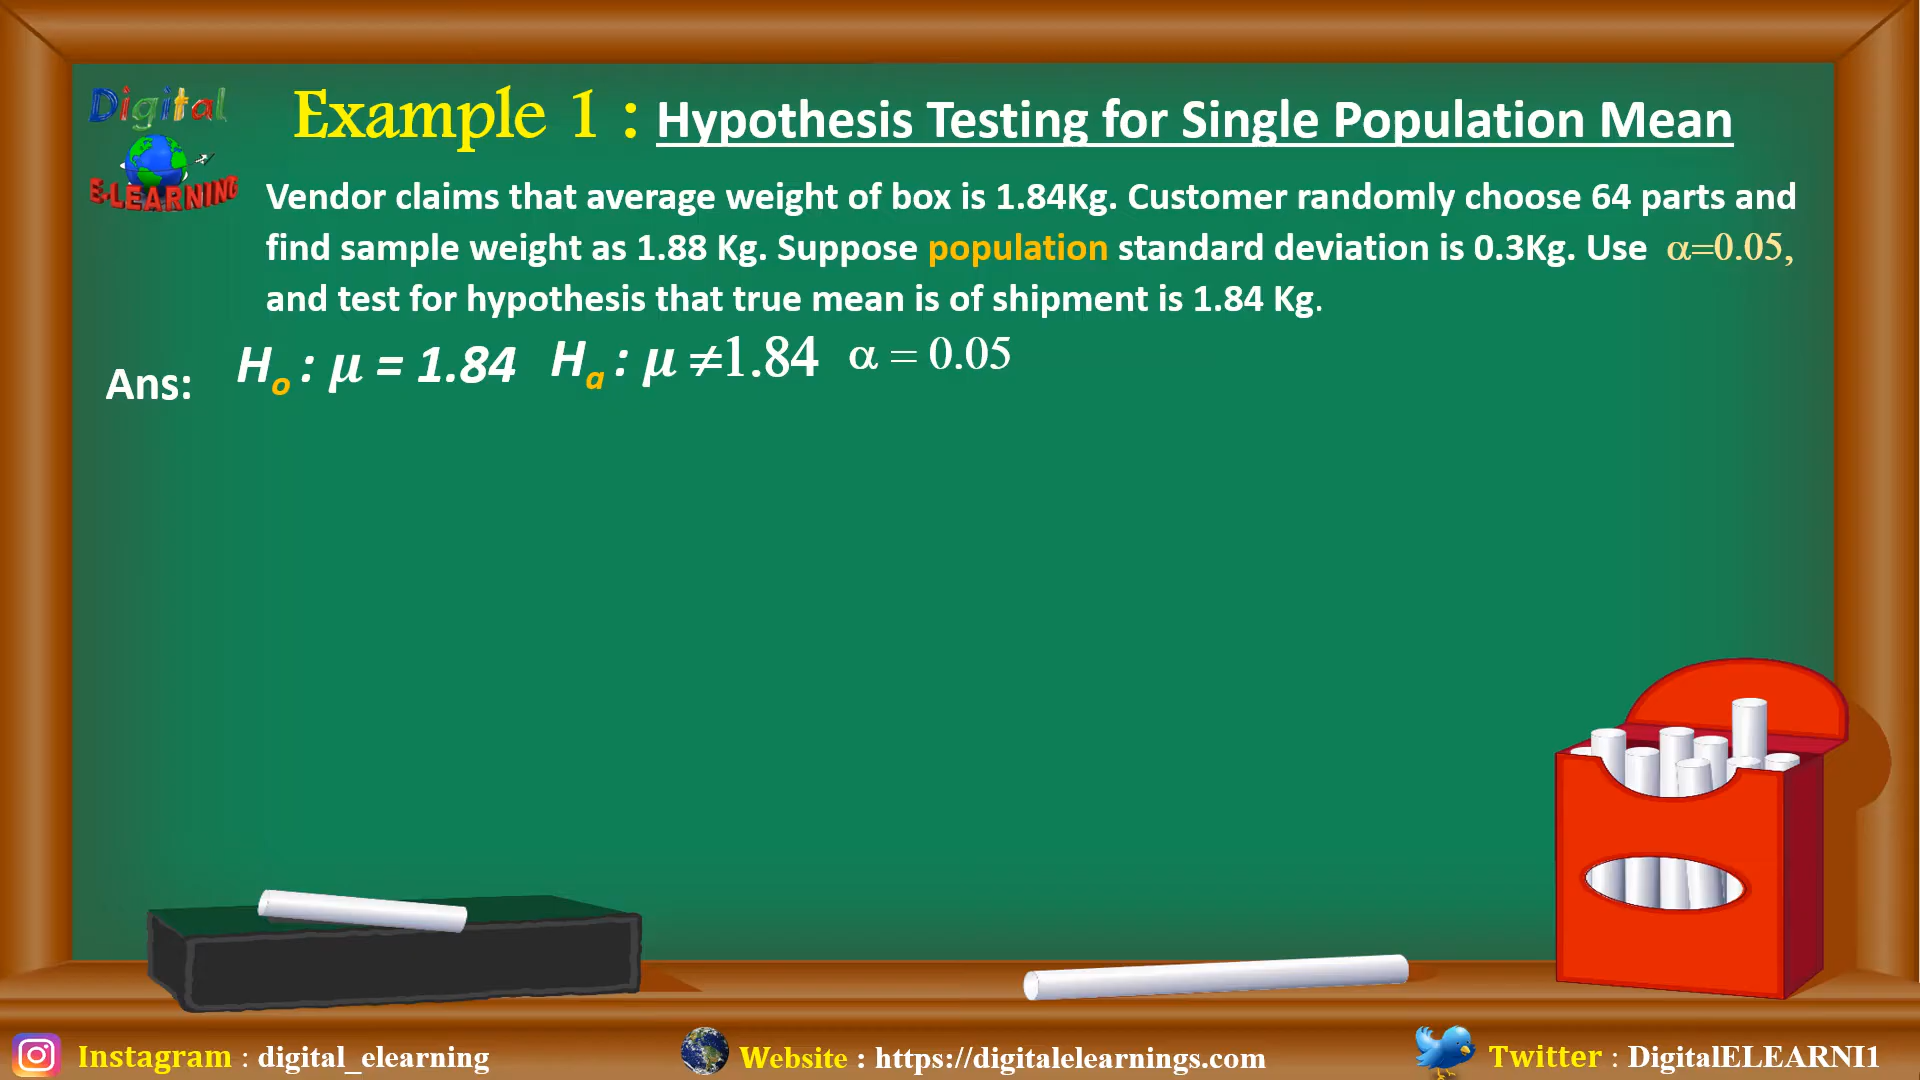 Digital
E-LEARNING
Example 1 : Hypothesis Testing for Single Population Mean
Vendor claims that average weight of box is 1.84Kg. Customer randomly choose 64 parts and
find sample weight as 1.88 Kg. Suppose population standard deviation is 0.3Kg. Use α=0.05,
and test for hypothesis that true mean is of shipment is 1.84 Kg.
Ans: Ho : μ = 1.84 Ha : μ ≠1.84 α = 0.05
Instagram : digital_elearning Website : https://digitalelearnings.com Twitter : DigitalELEARNI1